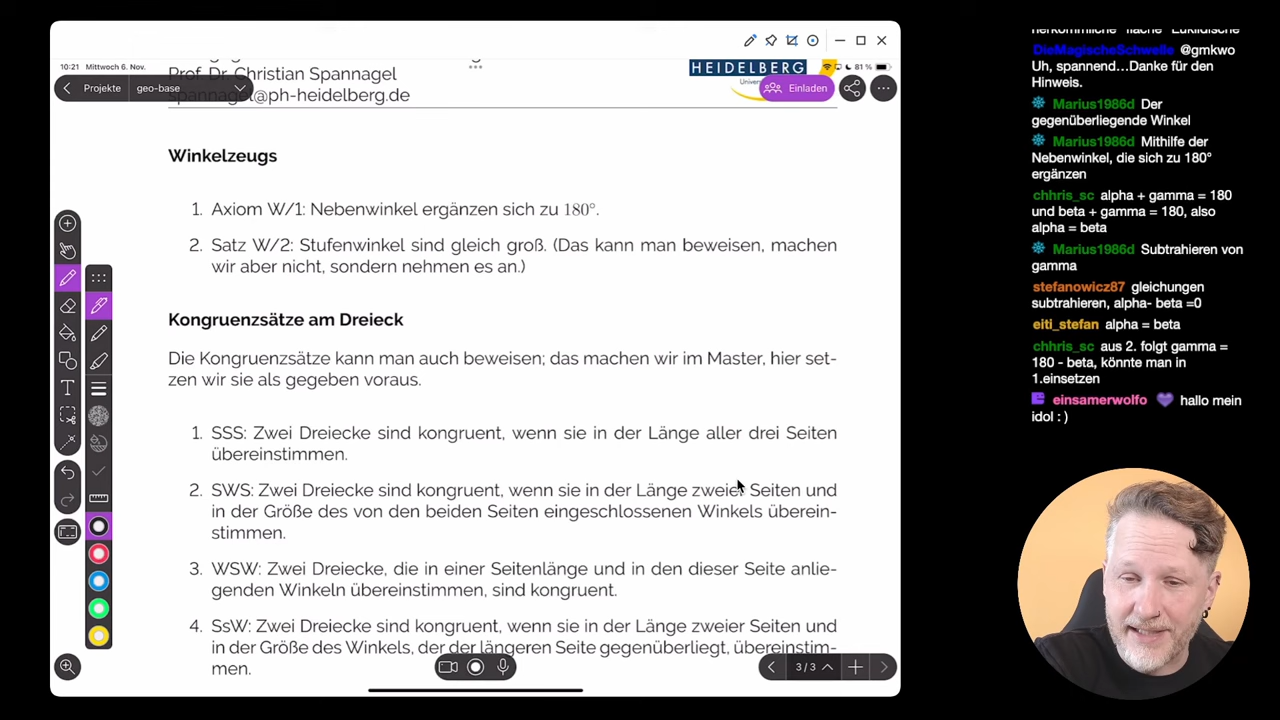 10:21 Mittwoch 6. Nov.
81 %
Prof. Dr. Christian Spannagel
spannagel@ph-heidelberg.de
HEIDELBERG
Projekte
geo-base
Einladen
Winkelzeugs
1. Axiom W/1: Nebenwinkel ergänzen sich zu 180°.
2. Satz W/2: Stufenwinkel sind gleich groß. (Das kann man beweisen, machen
wir aber nicht, sondern nehmen es an.)
Kongruenzsätze am Dreieck
Die Kongruenzsätze kann man auch beweisen; das machen wir im Master, hier set-
zen wir sie als gegeben voraus.
1. SSS: Zwei Dreiecke sind kongruent, wenn sie in der Länge aller drei Seiten
übereinstimmen.
2. SWS: Zwei Dreiecke sind kongruent, wenn sie in der Länge zweier Seiten und
in der Größe des von den beiden Seiten eingeschlossenen Winkels überein-
stimmen.
3. WSW: Zwei Dreiecke, die in einer Seitenlänge und in den dieser Seite anlie-
genden Winkeln übereinstimmen, sind kongruent.
4. SsW: Zwei Dreiecke sind kongruent, wenn sie in der Länge zweier Seiten und
in der Größe des Winkels, der der längeren Seite gegenüberliegt, übereinstim-
men.
3/3
herkömmliche "flache" Euklidische
DieMagischeSchwelle @gmkwo
Uh, spannend...Danke für den
Hinweis.
Marius1986d Der
gegenüberliegende Winkel
Marius1986d Mithilfe der
Nebenwinkel, die sich zu 180°
ergänzen
chhris_sc alpha + gamma = 180
und beta + gamma = 180, also
alpha = beta
Marius1986d Subtrahieren von
gamma
stefanowicz87 gleichungen
subtrahieren, alpha- beta =0
eiti_stefan alpha = beta
chhris_sc aus 2. folgt gamma =
180 - beta, könnte man in
1.einsetzen
einsamerwolfo 💜 hallo mein
idol : )